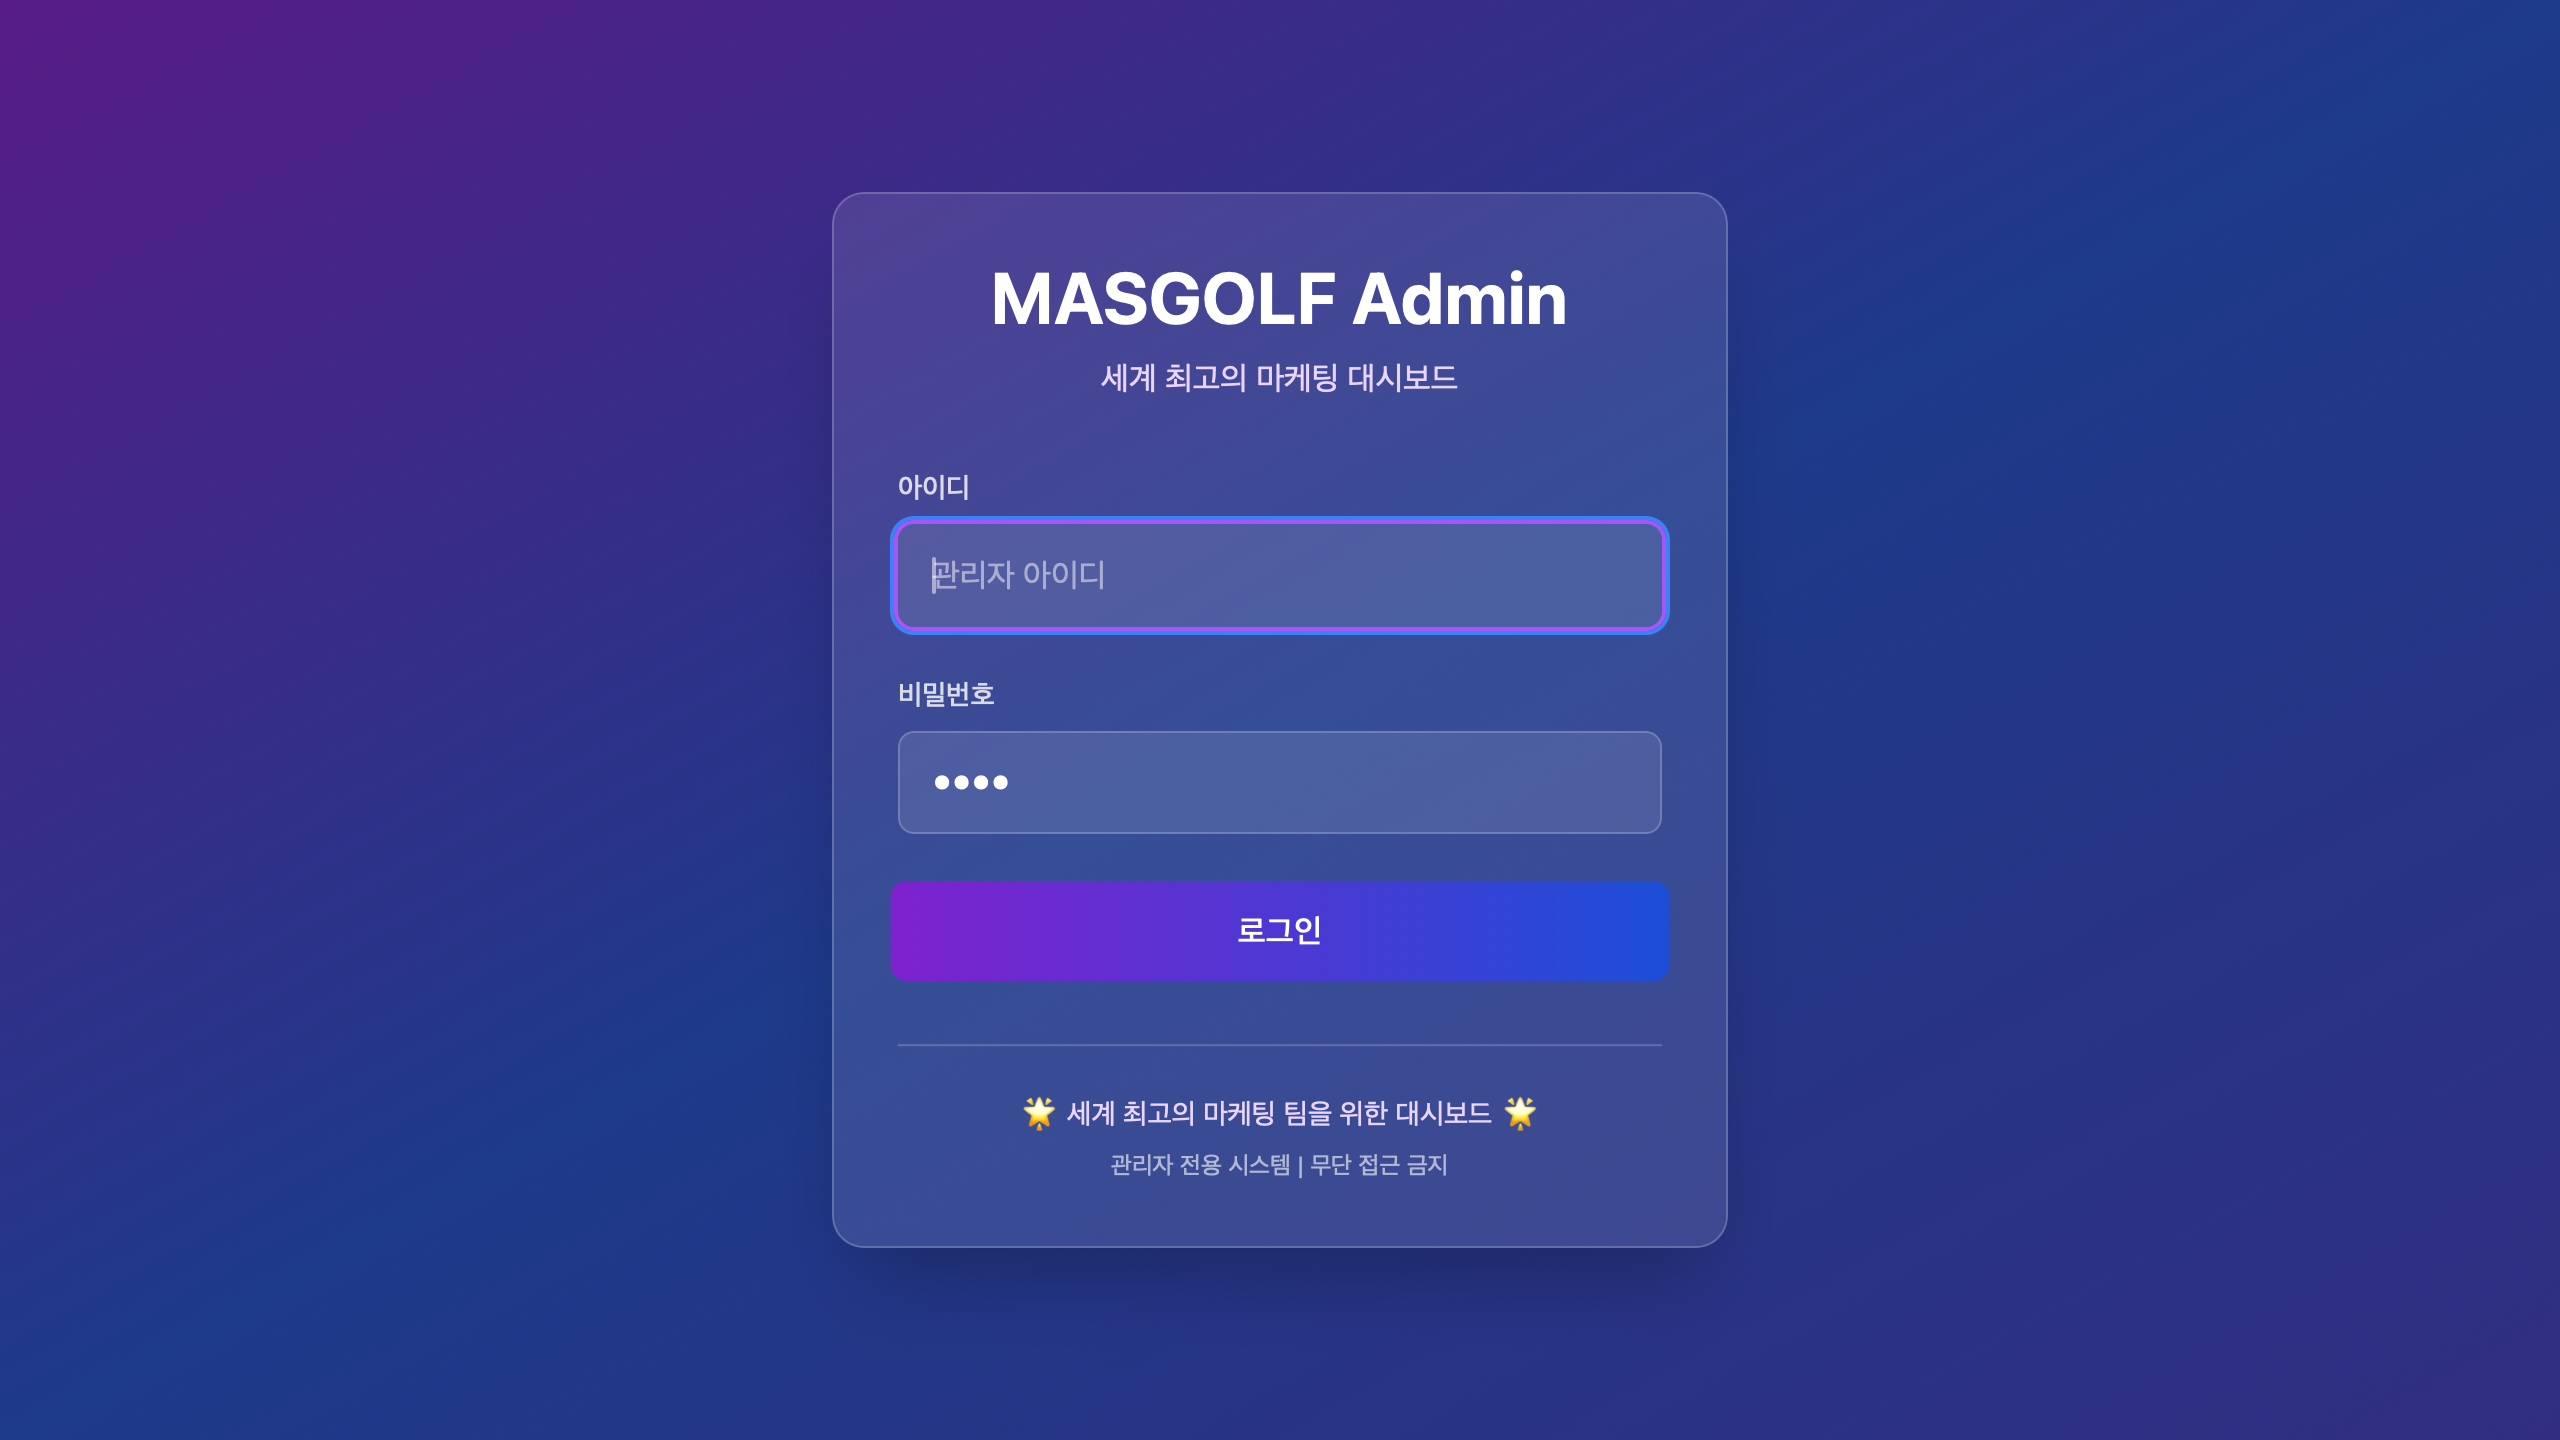 MASGOLF Admin
세계 최고의 마케팅 대시보드
아이디
관리자 아이디
비밀번호
••••
로그인
🌟 세계 최고의 마케팅 팀을 위한 대시보드 🌟
관리자 전용 시스템 | 무단 접근 금지